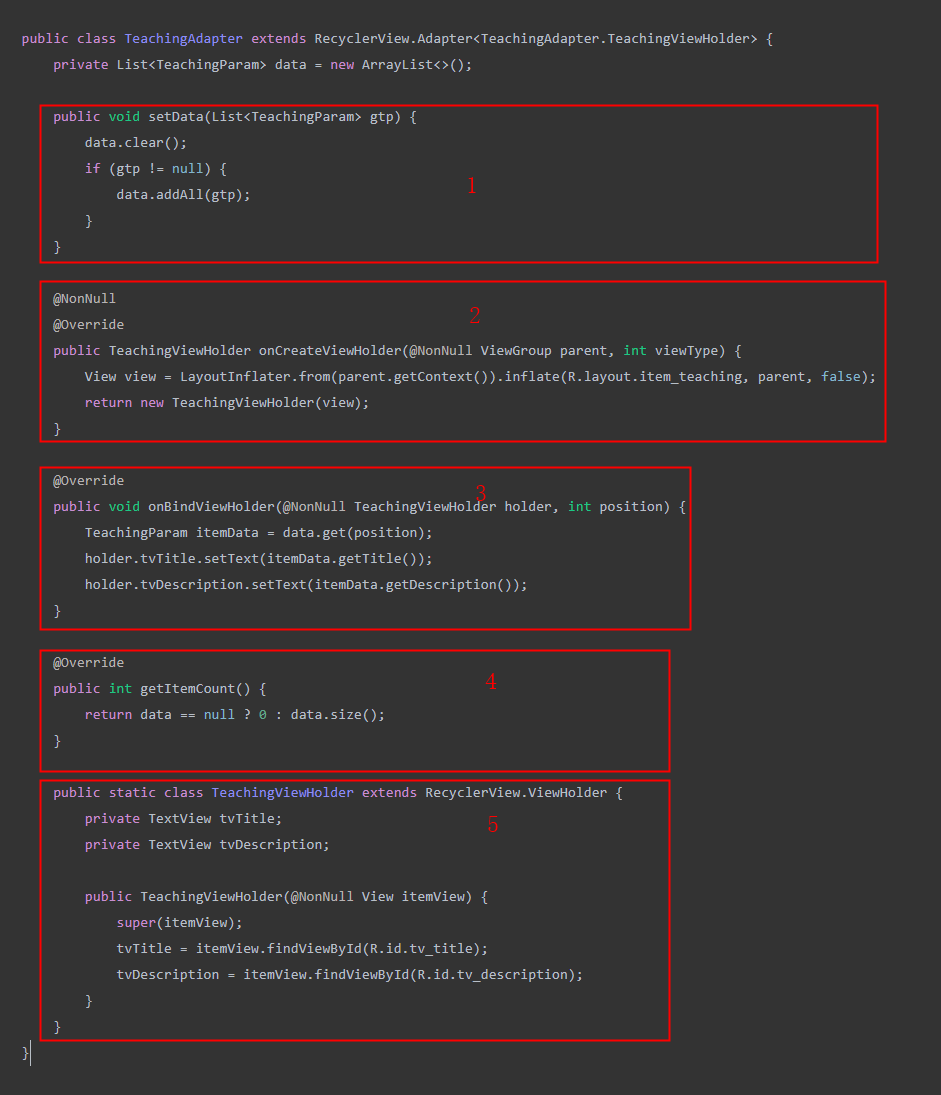 public class TeachingAdapter extends RecyclerView.Adapter<TeachingAdapter.TeachingViewHolder> {
    private List<TeachingParam> data = new ArrayList<>();

    public void setData(List<TeachingParam> gtp) {
        data.clear();
        if (gtp != null) {
            data.addAll(gtp);
1
        }
    }

    @NonNull
2
    @Override
    public TeachingViewHolder onCreateViewHolder(@NonNull ViewGroup parent, int viewType) {
        View view = LayoutInflater.from(parent.getContext()).inflate(R.layout.item_teaching, parent, false);
        return new TeachingViewHolder(view);
    }

    @Override
3
    public void onBindViewHolder(@NonNull TeachingViewHolder holder, int position) {
        TeachingParam itemData = data.get(position);
        holder.tvTitle.setText(itemData.getTitle());
        holder.tvDescription.setText(itemData.getDescription());
    }

    @Override
4
    public int getItemCount() {
        return data == null ? 0 : data.size();
    }

    public static class TeachingViewHolder extends RecyclerView.ViewHolder {
        private TextView tvTitle;
5
        private TextView tvDescription;

        public TeachingViewHolder(@NonNull View itemView) {
            super(itemView);
            tvTitle = itemView.findViewById(R.id.tv_title);
            tvDescription = itemView.findViewById(R.id.tv_description);
        }
    }
}